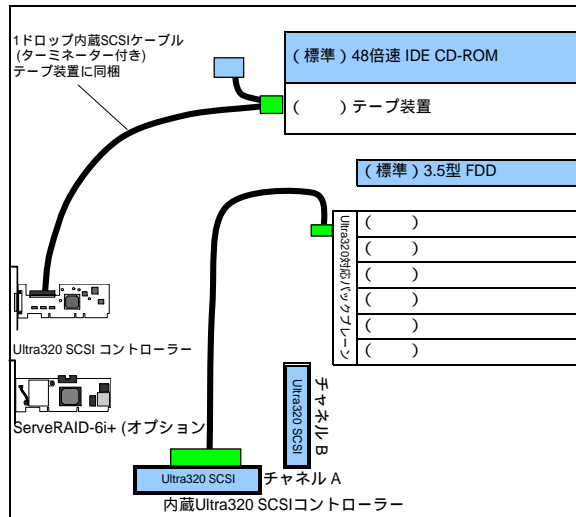 1ドロップ内蔵SCSIケーブル
(ターミネーター付き)
テープ装置に同梱
(標準) 48倍速 IDE CD-ROM
(　　) テープ装置
(標準) 3.5型 FDD
Ultra320対応バックプレーン
(　　)
(　　)
(　　)
(　　)
(　　)
(　　)
Ultra320 SCSI コントローラー
ServeRAID-6i+ (オプション
Ultra320 SCSI
チャネル B
Ultra320 SCSI
チャネル A
内蔵Ultra320 SCSIコントローラー